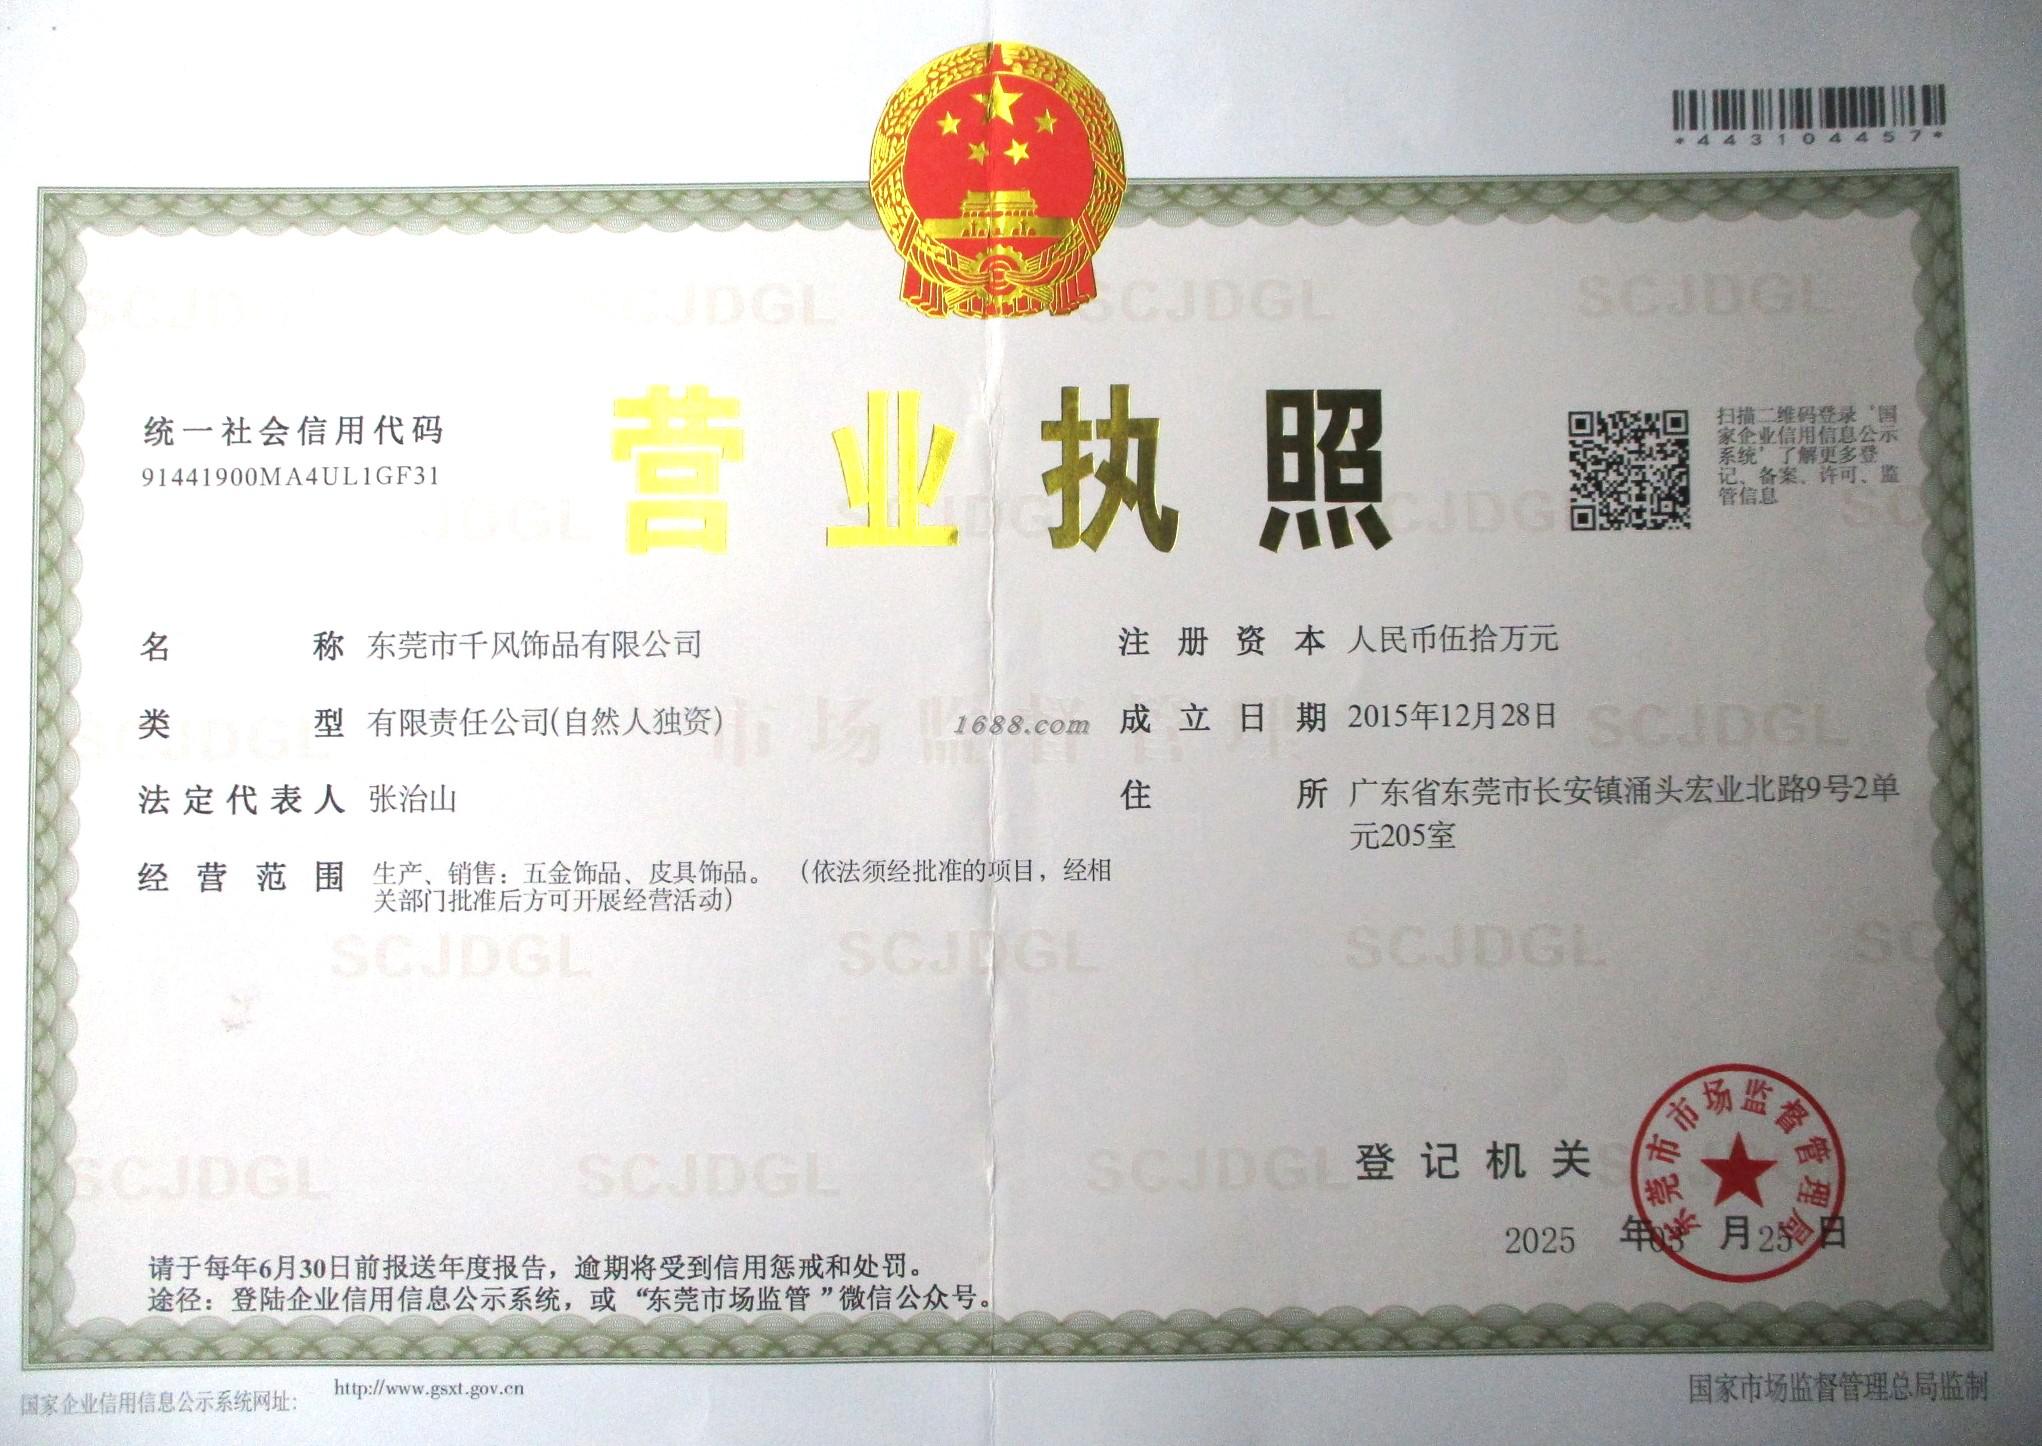 *443104457*
营业执照
统一社会信用代码
91441900MA4UL1GF31
扫描二维码登录‘国
家企业信用信息公示
系统’了解更多登
记、备案、许可、监
管信息
名称 东莞市千风饰品有限公司
类型 有限责任公司(自然人独资)
法定代表人 张治山
经营范围 生产、销售：五金饰品、皮具饰品。（依法须经批准的项目，经相
关部门批准后方可开展经营活动）
注册资本 人民币伍拾万元
成立日期 2015年12月28日
住所 广东省东莞市长安镇涌头宏业北路9号2单
元205室
1688.com
市场监督管理
SCJDGL
登记机关
东莞市市场监督管理局
2025 年03 月25 日
请于每年6月30日前报送年度报告，逾期将受到信用惩戒和处罚。
途径：登陆企业信用信息公示系统，或“东莞市场监管”微信公众号。
国家企业信用信息公示系统网址： http://www.gsxt.gov.cn
国家市场监督管理总局监制